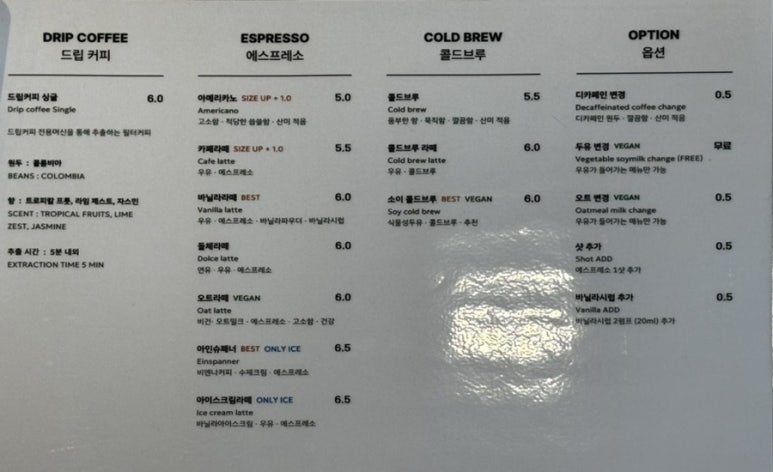 DRIP COFFEE
드립 커피
드립커피 싱글 6.0
Drip coffee Single
드립커피 전용머신을 통해 추출하는 필터커피
원두 : 콜롬비아
BEANS : COLOMBIA
향 : 트로피칼 프룻, 라임 제스트, 자스민
SCENT : TROPICAL FRUITS, LIME
ZEST, JASMINE
추출 시간 : 5분 내외
EXTRACTION TIME 5 MIN
ESPRESSO
에스프레소
아메리카노 SIZE UP + 1.0 5.0
Americano
고소함 · 적당한 씁쓸함 · 산미 적음
카페라떼 SIZE UP + 1.0 5.5
Cafe latte
우유 · 에스프레소
바닐라라떼 BEST 6.0
Vanilla latte
우유 · 에스프레소 · 바닐라파우더 · 바닐라시럽
돌체라떼 6.0
Dolce latte
연유 · 우유 · 에스프레소
오트라떼 VEGAN 6.0
Oat latte
비건 · 오트밀크 · 에스프레소 · 고소함 · 건강
아인슈페너 BEST ONLY ICE 6.5
Einspanner
비엔나커피 · 수제크림 · 에스프레소
아이스크림라떼 ONLY ICE 6.5
Ice cream latte
바닐라아이스크림 · 우유 · 에스프레소
COLD BREW
콜드브루
콜드브루 5.5
Cold brew
풍부한 향 · 묵직함 · 깔끔함 · 산미 적음
콜드브루 라떼 6.0
Cold brew latte
우유 · 콜드브루
소이 콜드브루 BEST VEGAN 6.0
Soy cold brew
식물성두유 · 콜드브루 · 추천
OPTION
옵션
디카페인 변경 0.5
Decaffeinated coffee change
디카페인 원두 · 깔끔함 · 산미 적음
두유 변경 VEGAN 무료
Vegetable soymilk change (FREE)
우유가 들어가는 메뉴만 가능
오트 변경 VEGAN 0.5
Oatmeal milk change
우유가 들어가는 메뉴만 가능
샷 추가 0.5
Shot ADD
에스프레소 1샷 추가
바닐라시럽 추가 0.5
Vanilla ADD
바닐라시럽 2펌프 (20ml) 추가